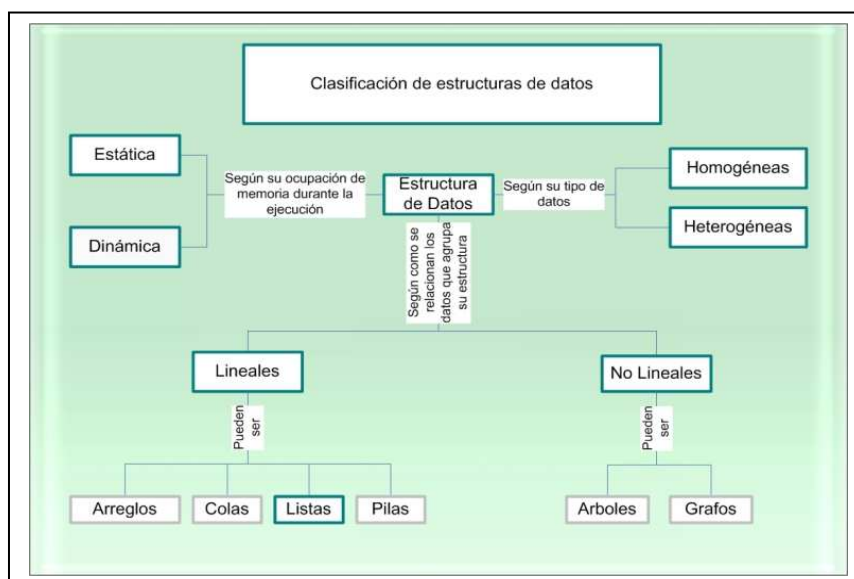 Clasificación de estructuras de datos
Estática
Dinámica
Según su ocupación de
memoria durante la
ejecución
Estructura
de Datos
Según su tipo de
datos
Homogéneas
Heterogéneas
Según como se
relacionan los
datos que agrupa
su estructura
Lineales
No Lineales
Pueden
ser
Pueden
ser
Arreglos
Colas
Listas
Pilas
Arboles
Grafos